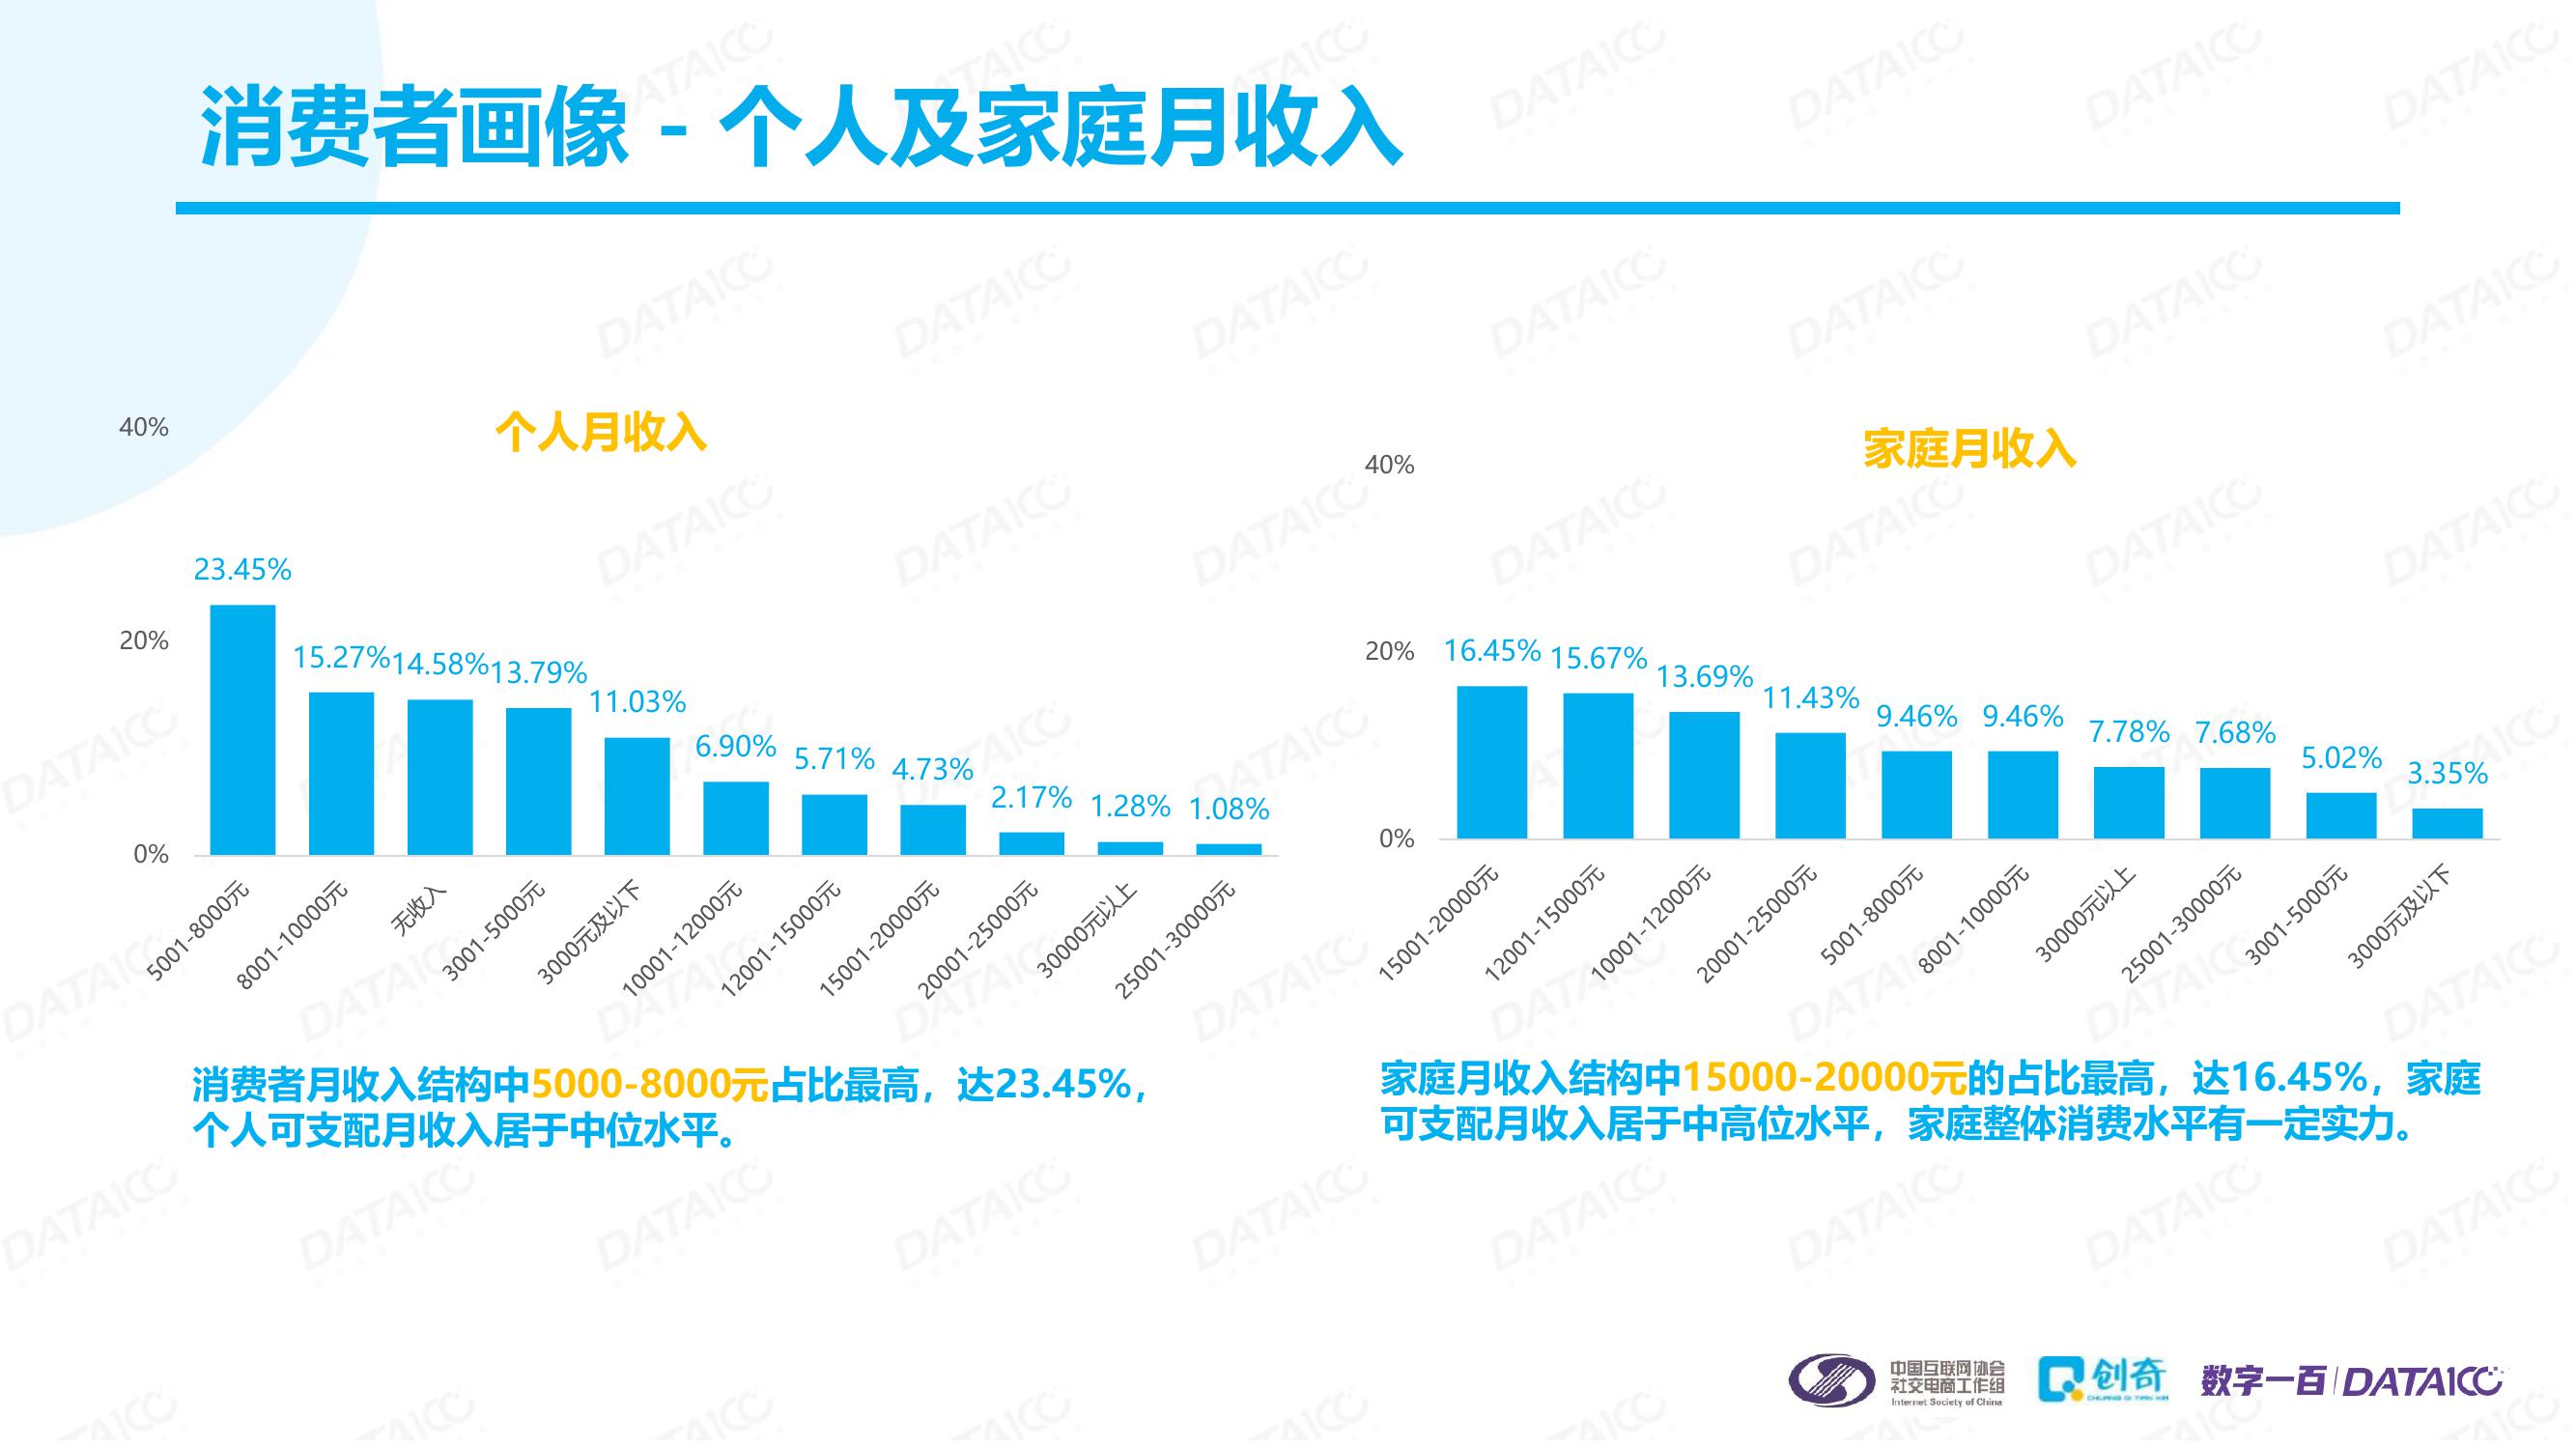 消费者画像 - 个人及家庭月收入
个人月收入
40%
20%
0%
23.45%
15.27%
14.58%
13.79%
11.03%
6.90%
5.71%
4.73%
2.17%
1.28%
1.08%
5001-8000元
8001-10000元
无收入
3001-5000元
3000元及以下
10001-12000元
12001-15000元
15001-20000元
20001-25000元
30000元以上
25001-30000元
消费者月收入结构中5000-8000元占比最高，达23.45%，
个人可支配月收入居于中位水平。
家庭月收入
40%
20%
0%
16.45%
15.67%
13.69%
11.43%
9.46%
9.46%
7.78%
7.68%
5.02%
3.35%
15001-20000元
12001-15000元
10001-12000元
20001-25000元
5001-8000元
8001-10000元
30000元以上
25001-30000元
3001-5000元
3000元及以下
家庭月收入结构中15000-20000元的占比最高，达16.45%，家庭
可支配月收入居于中高位水平，家庭整体消费水平有一定实力。
中国互联网协会
社交电商工作组
Internet Society of China
创奇
CHUANG QI TIAN XIA
数字一百 | DATA100